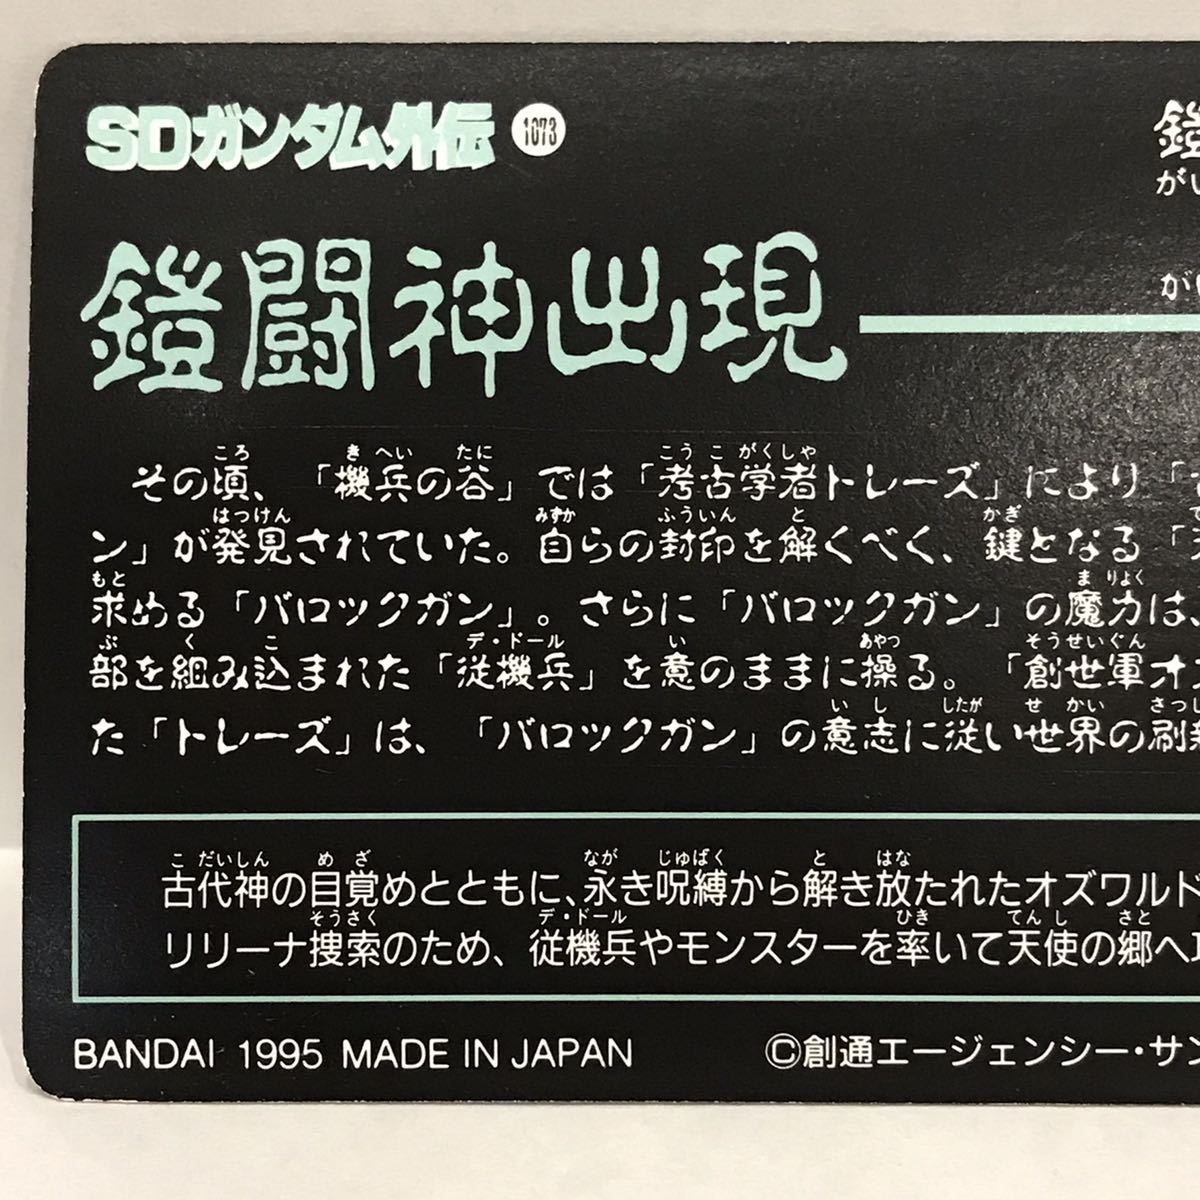 SDガンダム外伝 1073
鎧
がい
鎧闘神出現
がい
ころ き へい たに こう こ がくしゃ
その頃、「機兵の谷」では「考古学者トレーズ」により「
はっけん みずか ふういん と かぎ
ン」が発見されていた。自らの封印を解くべく、鍵となる「
もと ま りょく
求める「バロックガン」。さらに「バロックガン」の魔力は、
ぶ く こ デ・ドール い あやつ そうせいぐん
部を組み込まれた「従機兵」を意のままに操る。「創世軍オ
い し したが せ かい さっし
た「トレーズ」は、「バロックガン」の意志に従い世界の刷
こ だいしん め ざ なが じゅばく と はな
古代神の目覚めとともに、永き呪縛から解き放たれたオズワルド
そうさく デ・ドール ひき てん し さと
リリーナ捜索のため、従機兵やモンスターを率いて天使の郷へ
BANDAI 1995 MADE IN JAPAN
©創通エージェンシー・サン